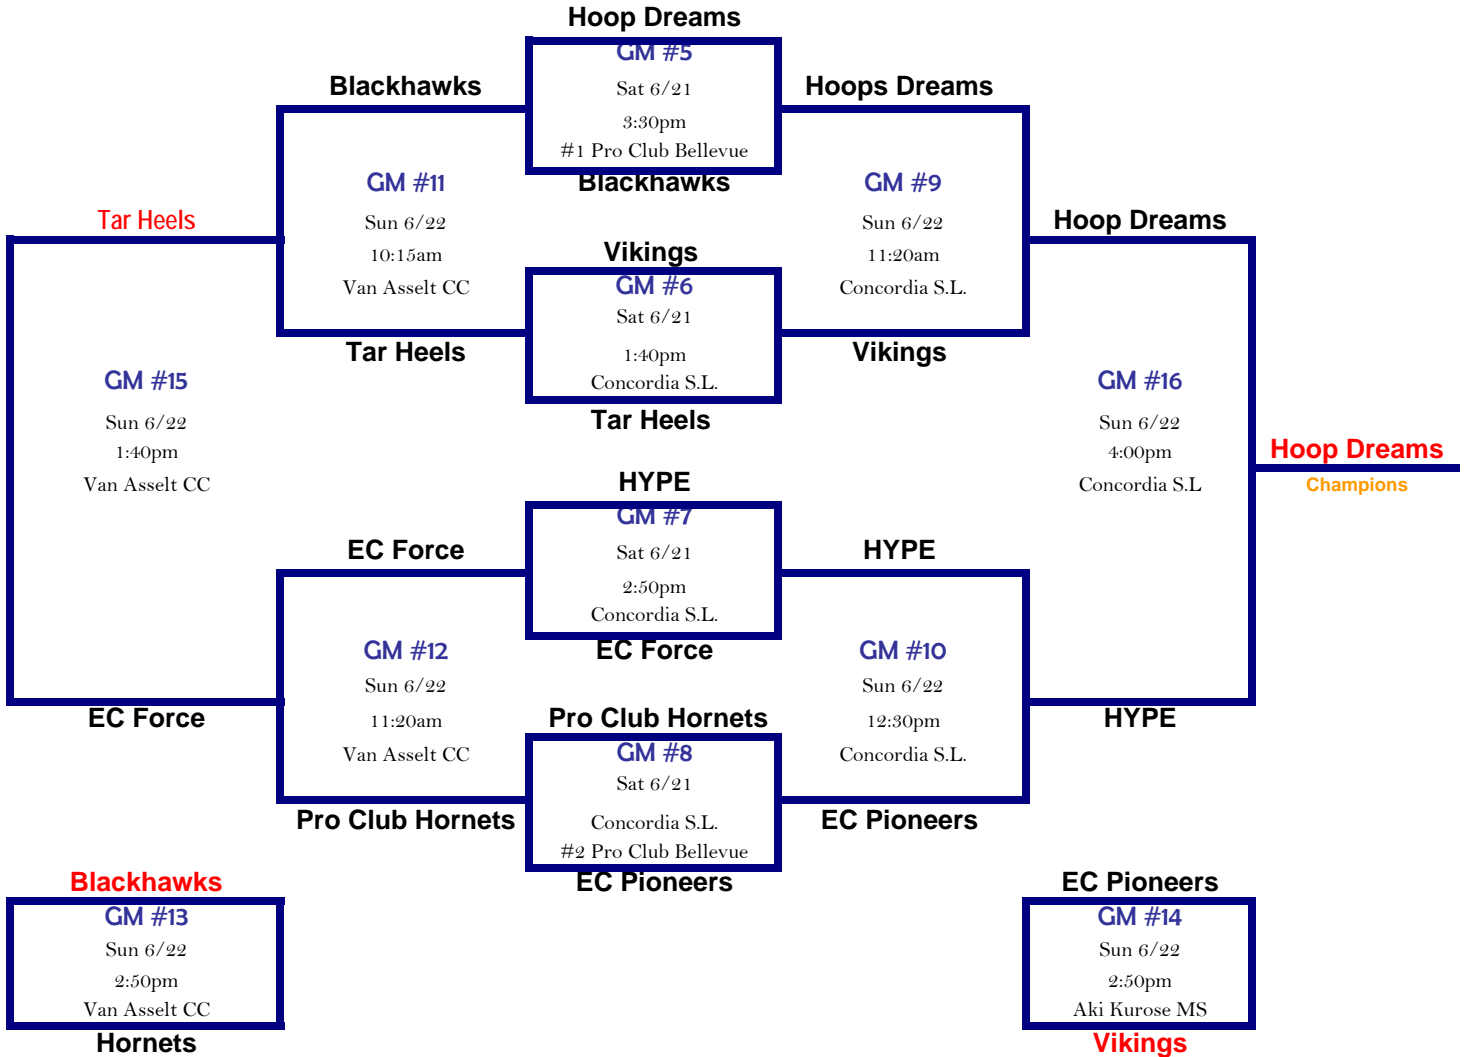 Hoop Dreams
GM #5
Sat 6/21
3:30pm
#1 Pro Club Bellevue
Blackhawks
Blackhawks
Hoops Dreams
GM #11
Sun 6/22
10:15am
Van Asselt CC
Tar Heels
GM #9
Sun 6/22
11:20am
Concordia S.L.
Vikings
Tar Heels
Hoop Dreams
Vikings
GM #6
Sat 6/21
1:40pm
Concordia S.L.
Tar Heels
GM #15
Sun 6/22
1:40pm
Van Asselt CC
EC Force
GM #16
Sun 6/22
4:00pm
Concordia S.L
HYPE
Hoop Dreams
Champions
HYPE
GM #7
Sat 6/21
2:50pm
Concordia S.L.
EC Force
EC Force
HYPE
GM #12
Sun 6/22
11:20am
Van Asselt CC
Pro Club Hornets
GM #10
Sun 6/22
12:30pm
Concordia S.L.
EC Pioneers
Pro Club Hornets
GM #8
Sat 6/21
Concordia S.L.
#2 Pro Club Bellevue
EC Pioneers
Blackhawks
GM #13
Sun 6/22
2:50pm
Van Asselt CC
Hornets
EC Pioneers
GM #14
Sun 6/22
2:50pm
Aki Kurose MS
Vikings